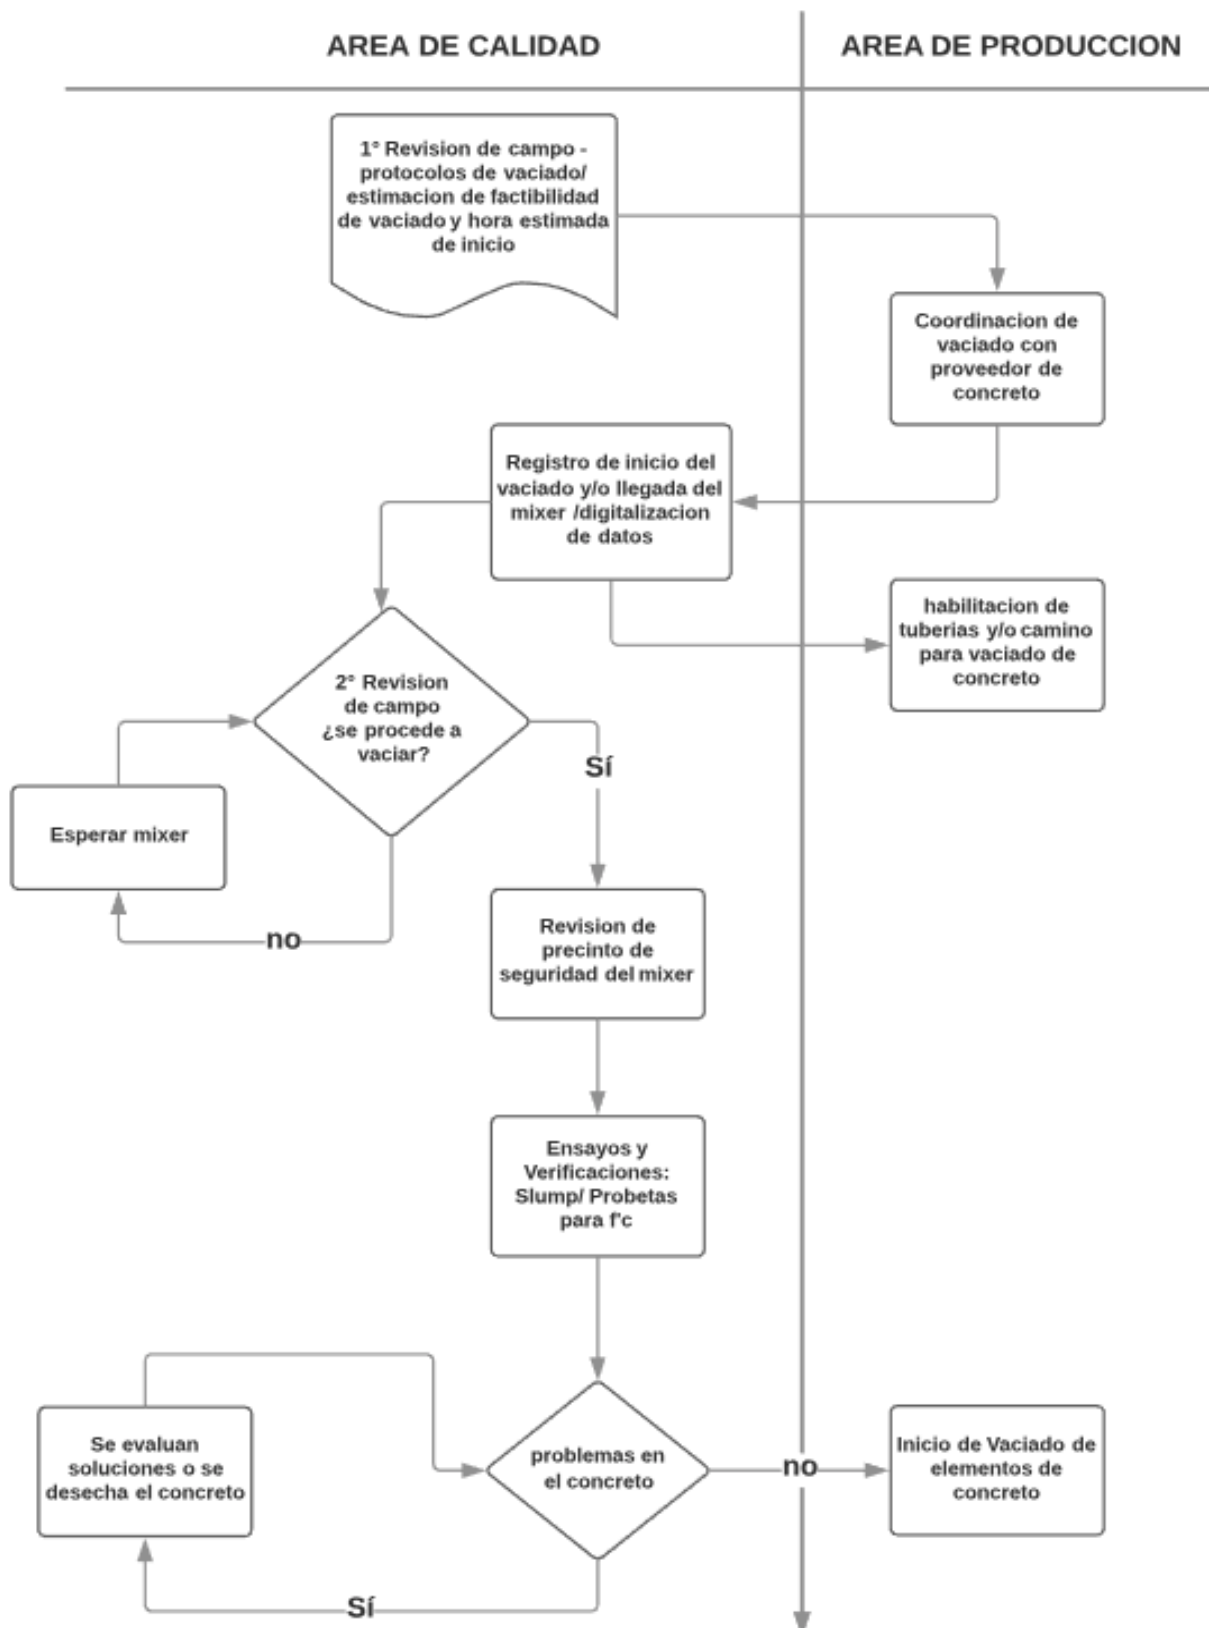 AREA DE CALIDAD
AREA DE PRODUCCION
1° Revision de campo -
protocolos de vaciado/
estimacion de factibilidad
de vaciado y hora estimada
de inicio
Coordinacion de
vaciado con
proveedor de
concreto
Registro de inicio del
vaciado y/o llegada del
mixer /digitalizacion
de datos
habilitacion de
tuberias y/o camino
para vaciado de
concreto
2° Revision
de campo
¿se procede a
vaciar?
Sí
Esperar mixer
no
Revision de
precinto de
seguridad del mixer
Ensayos y
Verificaciones:
Slump/ Probetas
para f'c
Se evaluan
soluciones o se
desecha el concreto
problemas en
el concreto
no
Inicio de Vaciado de
elementos de
concreto
Sí